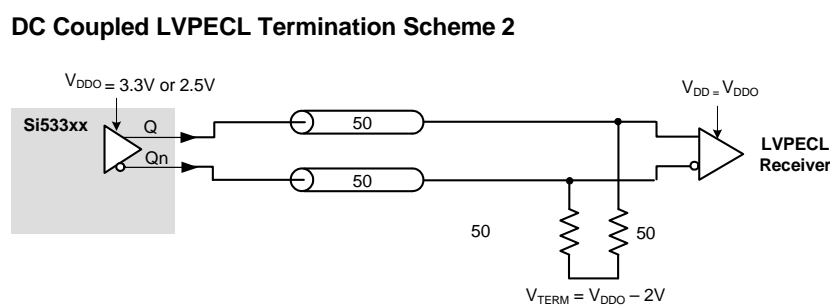 DC Coupled LVPECL Termination Scheme 2
VDDO = 3.3V or 2.5V
VDD = VDDO
Si533xx
Q
50
LVPECL
Receiver
Qn
50
50
50
VTERM = VDDO – 2V